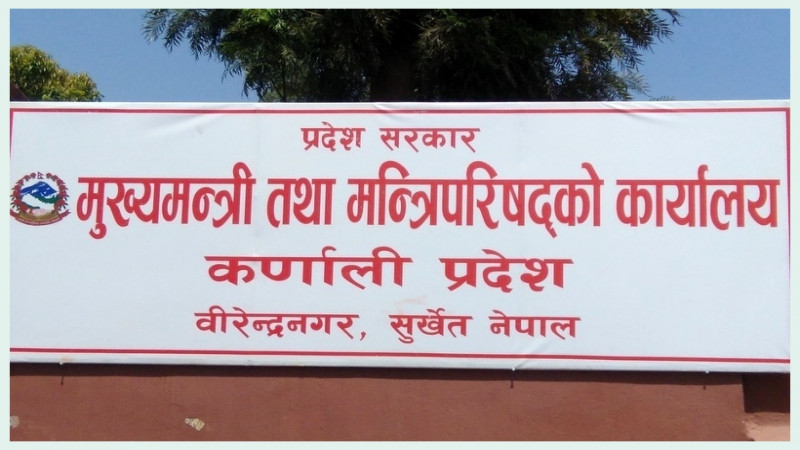 प्रदेश सरकार
मुख्यमन्त्री तथा मन्त्रिपरिषद्को कार्यालय
कर्णाली प्रदेश
वीरेन्द्रनगर, सुर्खेत नेपाल